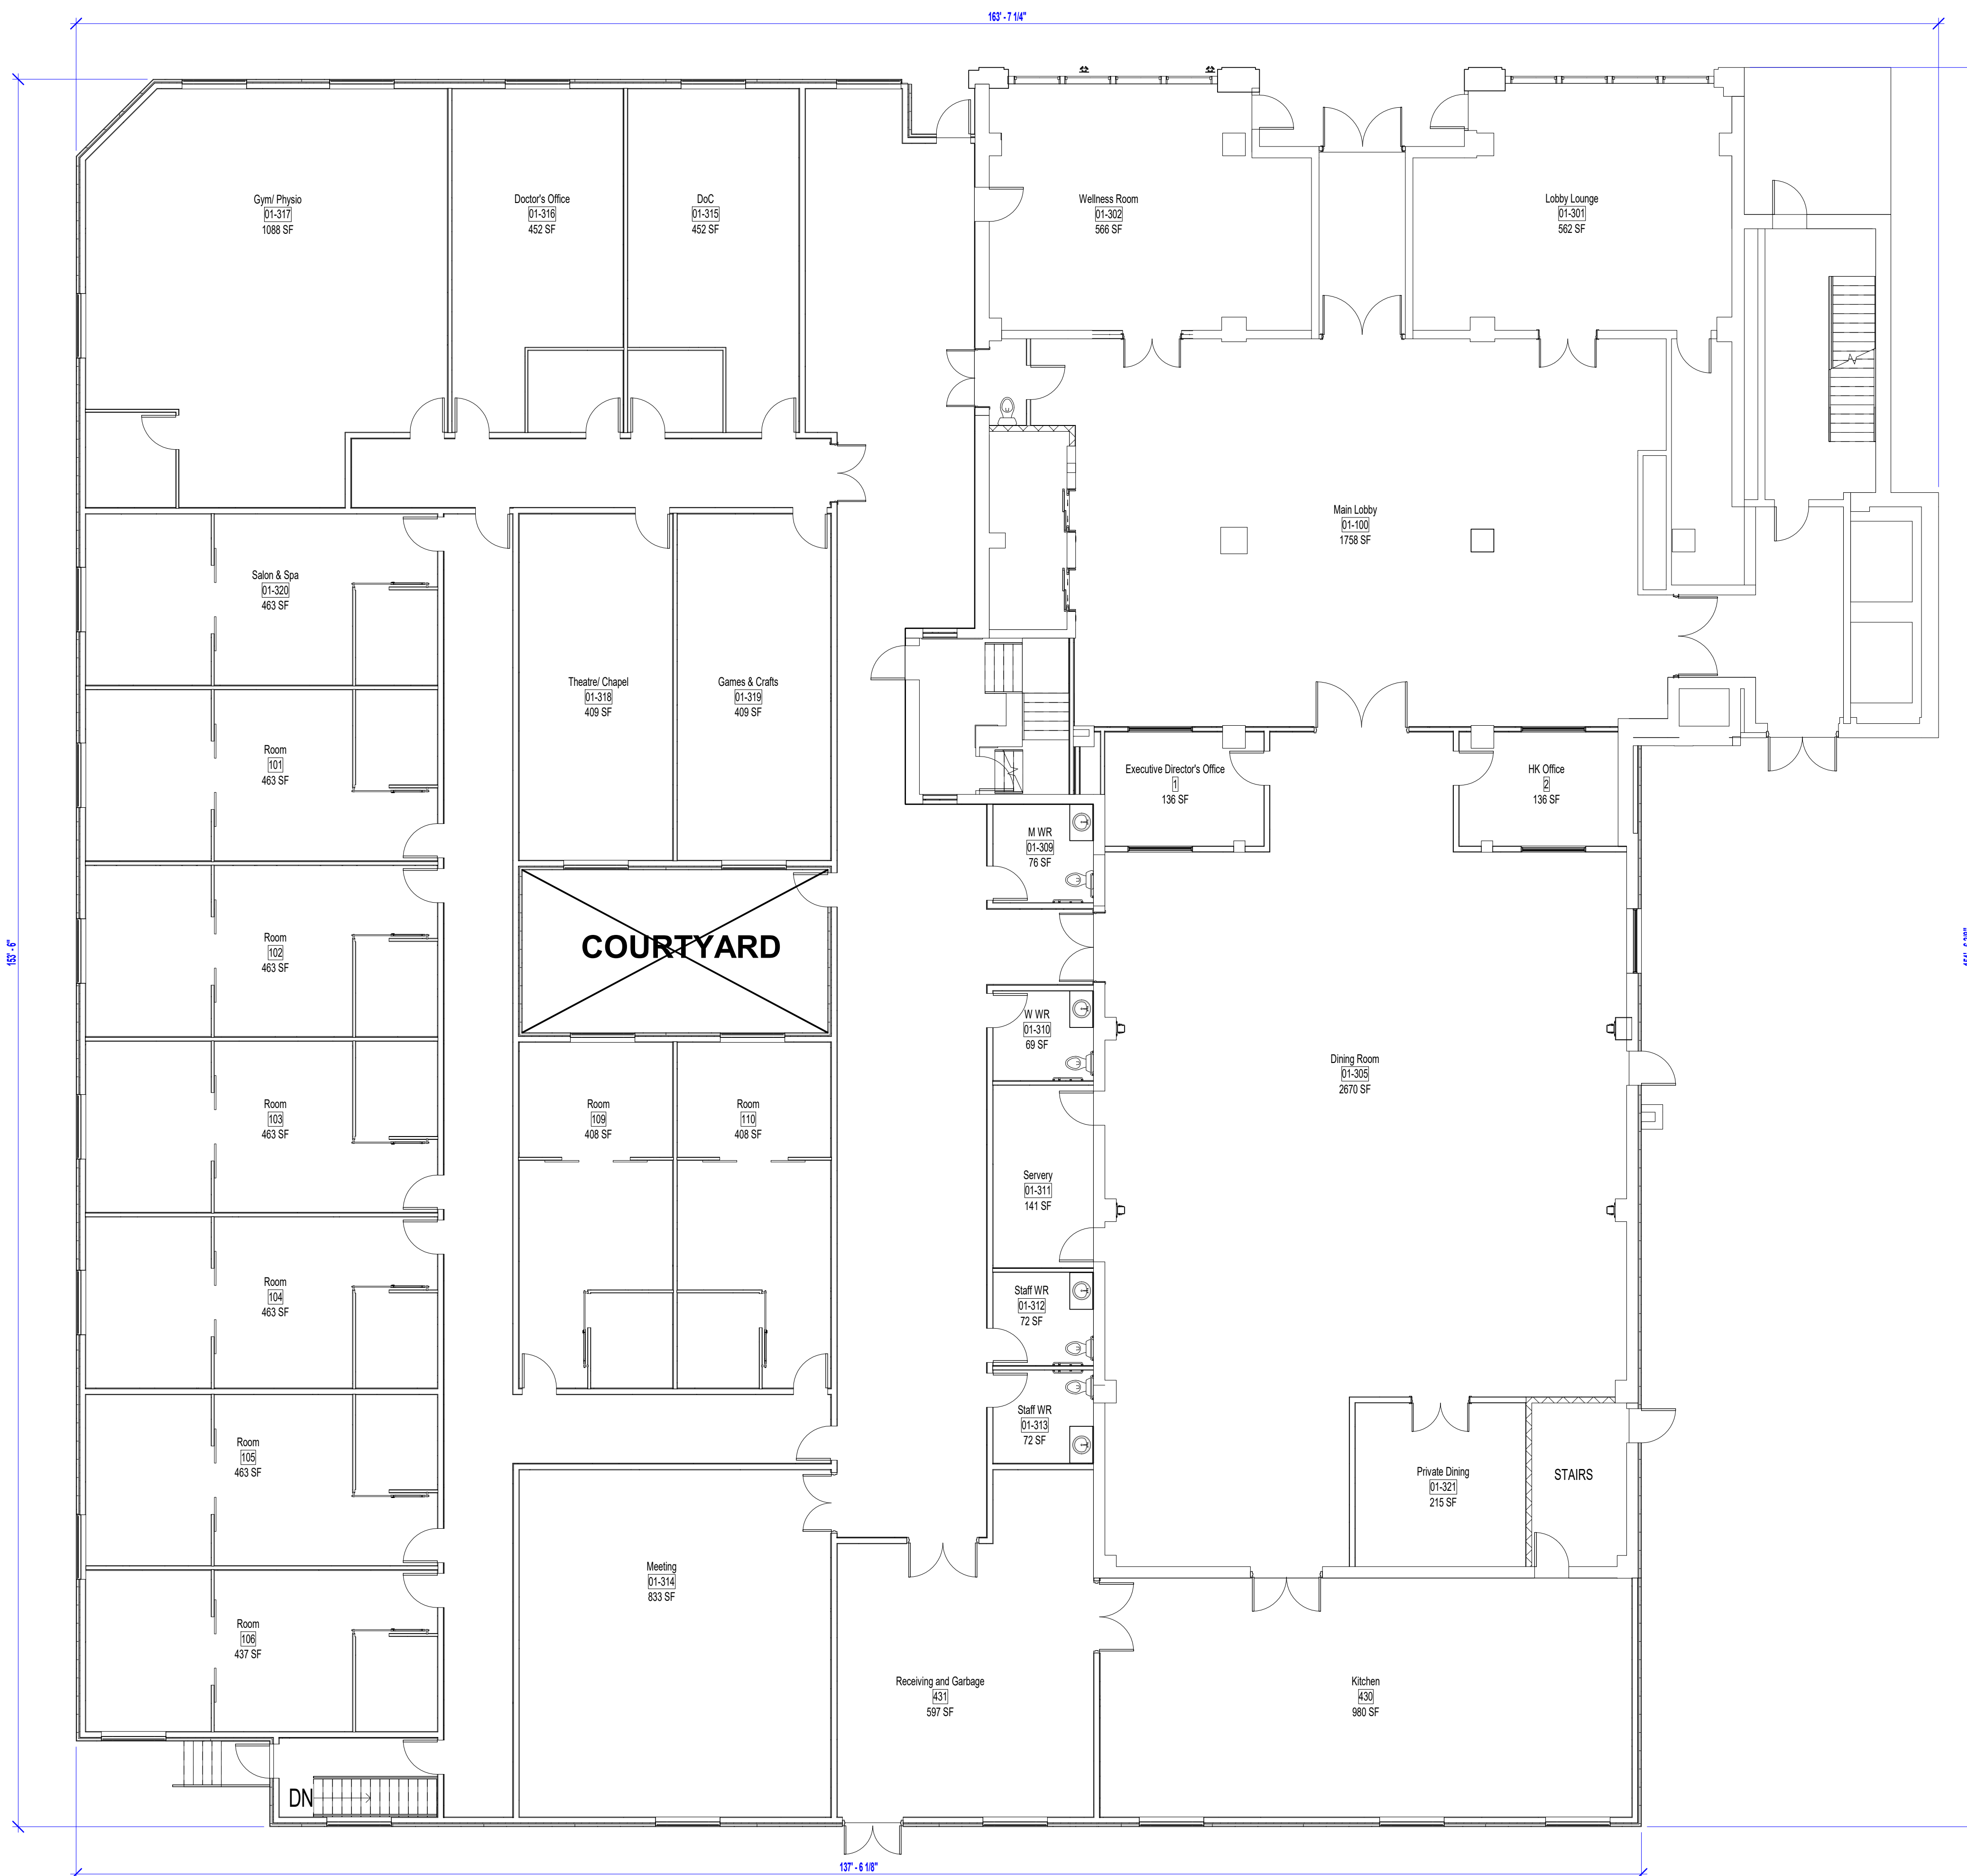 163' - 7 1/4"
Gym/ Physio
01-317
1088 SF
Doctor's Office
01-316
452 SF
DoC
01-315
452 SF
Wellness Room
01-302
566 SF
Lobby Lounge
01-301
562 SF
Main Lobby
01-100
1758 SF
Salon & Spa
01-320
463 SF
Theatre/ Chapel
01-318
409 SF
Games & Crafts
01-319
409 SF
Room
101
463 SF
Executive Director's Office
1
136 SF
HK Office
2
136 SF
M WR
01-309
76 SF
153' - 6"
Room
102
463 SF
COURTYARD
W WR
01-310
69 SF
Dining Room
01-305
2670 SF
Room
103
463 SF
Room
109
408 SF
Room
110
408 SF
Servery
01-311
141 SF
Room
104
463 SF
Staff WR
01-312
72 SF
Staff WR
01-313
72 SF
Room
105
463 SF
Private Dining
01-321
215 SF
STAIRS
Meeting
01-314
833 SF
Room
106
437 SF
Receiving and Garbage
431
597 SF
Kitchen
430
980 SF
DN
137' - 6 1/8"